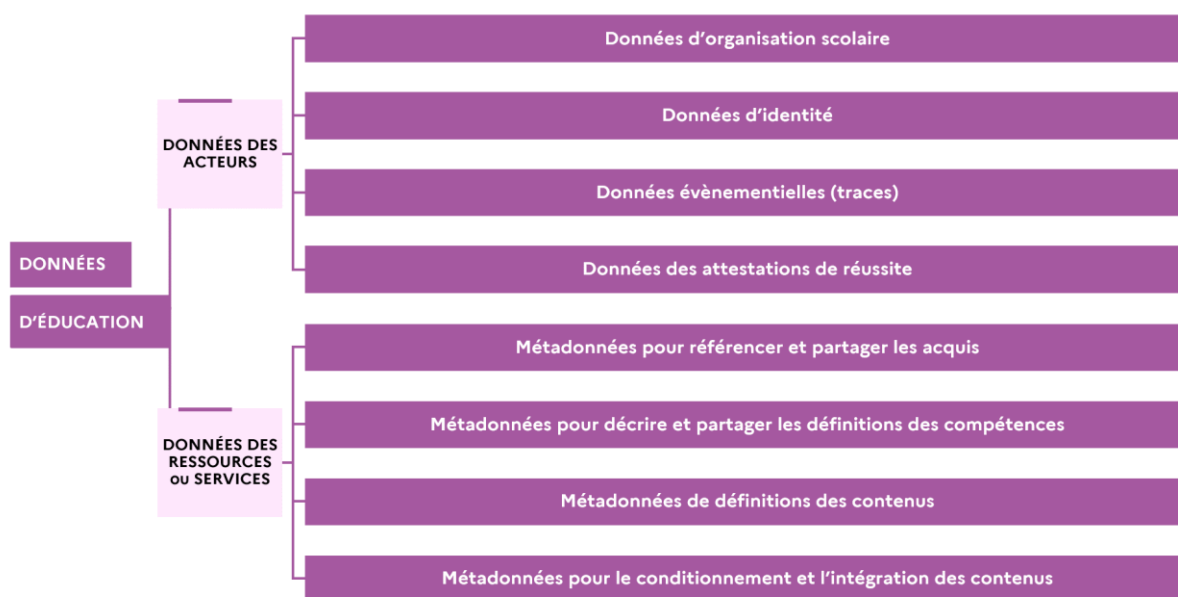 DONNÉES
D'ÉDUCATION
DONNÉES DES
ACTEURS
Données d'organisation scolaire
Données d'identité
Données évènementielles (traces)
Données des attestations de réussite
DONNÉES DES
RESSOURCES
ou SERVICES
Métadonnées pour référencer et partager les acquis
Métadonnées pour décrire et partager les définitions des compétences
Métadonnées de définitions des contenus
Métadonnées pour le conditionnement et l'intégration des contenus